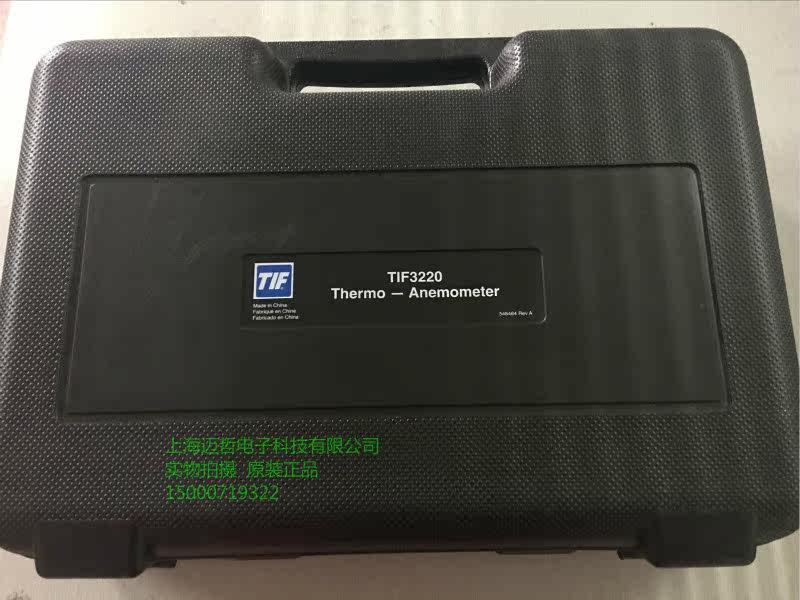 TIF
TIF3220
Thermo — Anemometer
Made in China
Fabriqué en Chine
Fabricado en China
548464 Rev A
上海迈哲电子科技有限公司
实物拍摄 原装正品
15000719322